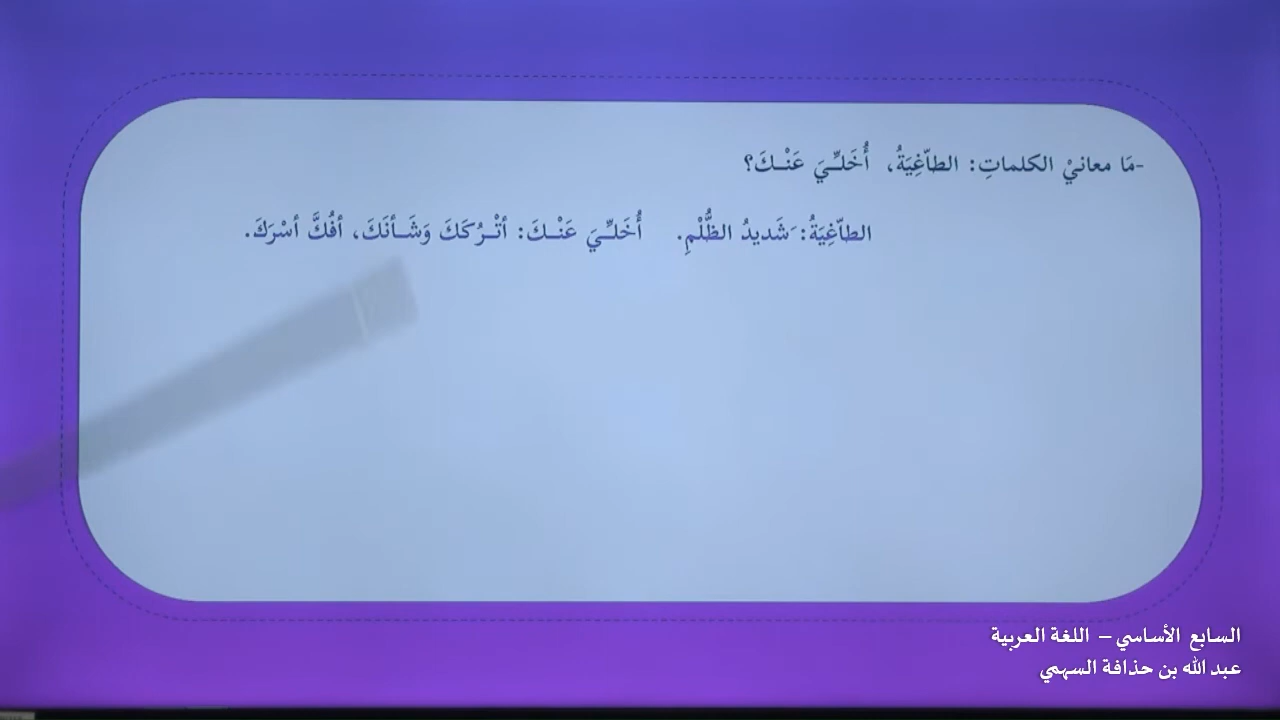 -مَا معانيْ الكلماتِ: الطاّغِيَةُ، أُخَلِّيَ عَنْكَ؟
الطاّغِيَةُ: َشَديدُ الظُّلْمِ. أُخَلِّيَ عَنْكَ: أتْرُكَكَ وَشَأنَكَ، أفُكَّ أسْرَكَ.
السابع الأساسي – اللغة العربية
عبد الله بن حذافة السهمي